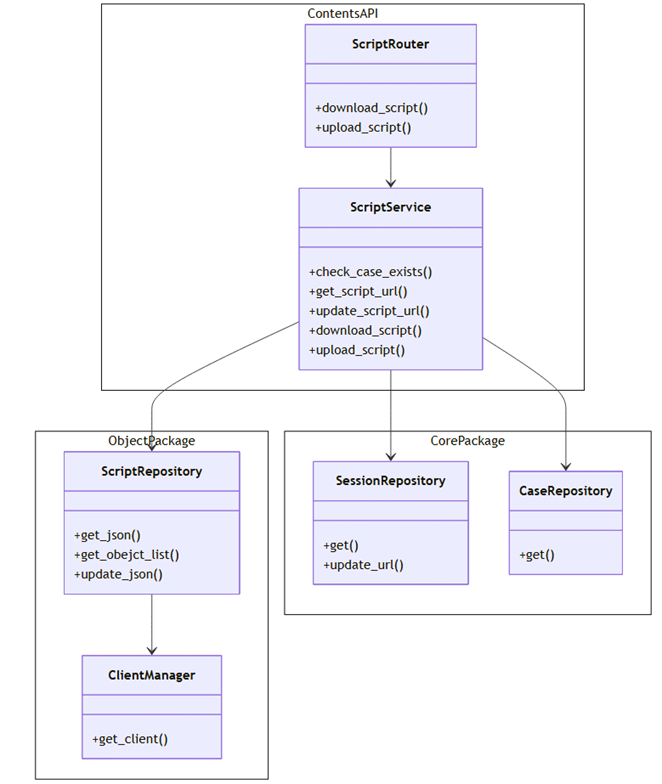 ContentsAPI
ScriptRouter
+download_script()
+upload_script()
ScriptService
+check_case_exists()
+get_script_url()
+update_script_url()
+download_script()
+upload_script()
ObjectPackage
ScriptRepository
+get_json()
+get_obejct_list()
+update_json()
ClientManager
+get_client()
CorePackage
SessionRepository
+get()
+update_url()
CaseRepository
+get()